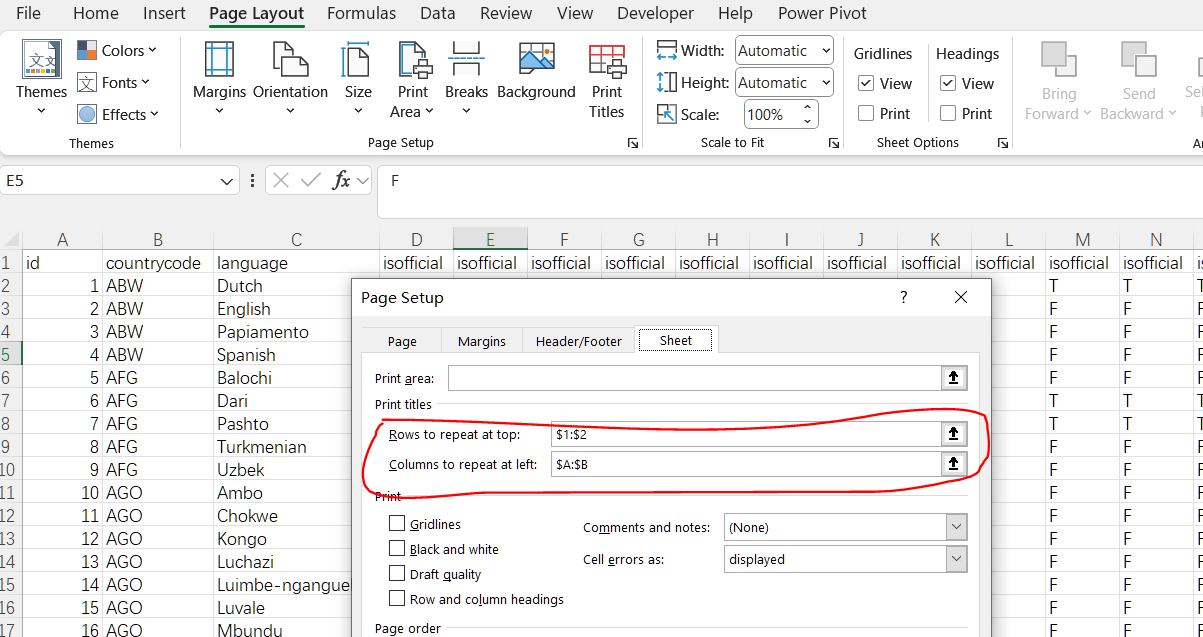 File Home Insert Page Layout Formulas Data Review View Developer Help Power Pivot
Themes
文文
Colors
文 Fonts
Effects
Themes
Margins Orientation Size Print Area Breaks Background Print Titles
Page Setup
Width: Automatic
Height: Automatic
Scale: 100%
Scale to Fit
Gridlines Headings
View View
Print Print
Sheet Options
Bring Forward Send Backward
E5 fx F
A B C D E F G H I J K L M N
1 id countrycode language isofficial isofficial isofficial isofficial isofficial isofficial isofficial isofficial isofficial isofficial isofficial
2 1 ABW Dutch T T
3 2 ABW English F F
4 3 ABW Papiamento F F
5 4 ABW Spanish F F
6 5 AFG Balochi F F
7 6 AFG Dari T T
8 7 AFG Pashto T T
9 8 AFG Turkmenian F F
10 9 AFG Uzbek F F
11 10 AGO Ambo F F
12 11 AGO Chokwe F F
13 12 AGO Kongo F F
14 13 AGO Luchazi F F
15 14 AGO Luimbe-nganguel F F
16 15 AGO Luvale F F
17 16 AGO Mbundu F F
Page Setup ?
Page Margins Header/Footer Sheet
Print area:
Print titles
Rows to repeat at top: $1:$2
Columns to repeat at left: $A:$B
Print
Gridlines Comments and notes: (None)
Black and white Cell errors as: displayed
Draft quality
Row and column headings
Page order